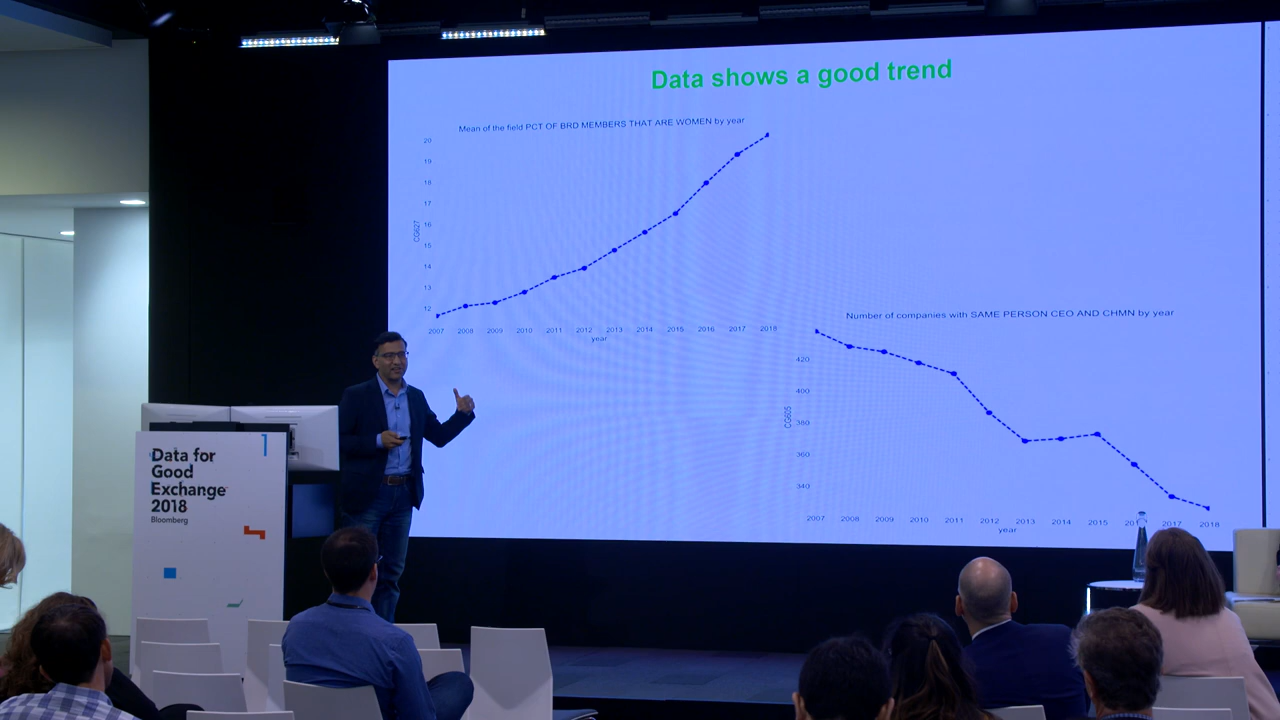 Data shows a good trend
Mean of the field PCT OF BRD MEMBERS THAT ARE WOMEN by year
20
19
18
17
16
15
14
13
12
CG627
2007 2008 2009 2010 2011 2012 2013 2014 2015 2016 2017 2018
year
Number of companies with SAME PERSON CEO AND CHMN by year
420
400
380
360
340
CG605
2007 2008 2009 2010 2011 2012 2013 2014 2015 2017 2018
year
Data for
Good
Exchange
2018
Bloomberg